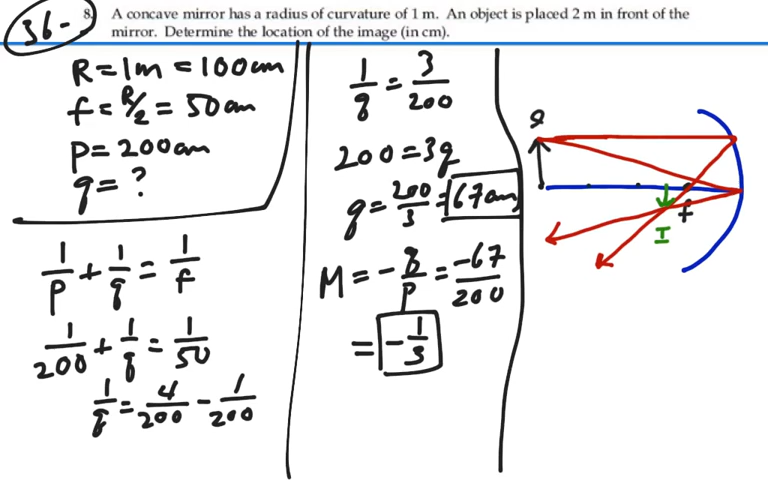 36-
8. A concave mirror has a radius of curvature of 1 m. An object is placed 2 m in front of the
mirror. Determine the location of the image (in cm).
R = 1m = 100cm
f = R/2 = 50cm
P = 200cm
q = ?
1/P + 1/q = 1/f
1/200 + 1/q = 1/50
1/q = 4/200 - 1/200
1/q = 3/200
200 = 3q
q = 200/3 = 67cm
M = - q/P = -67/200
= -1/3
f
I